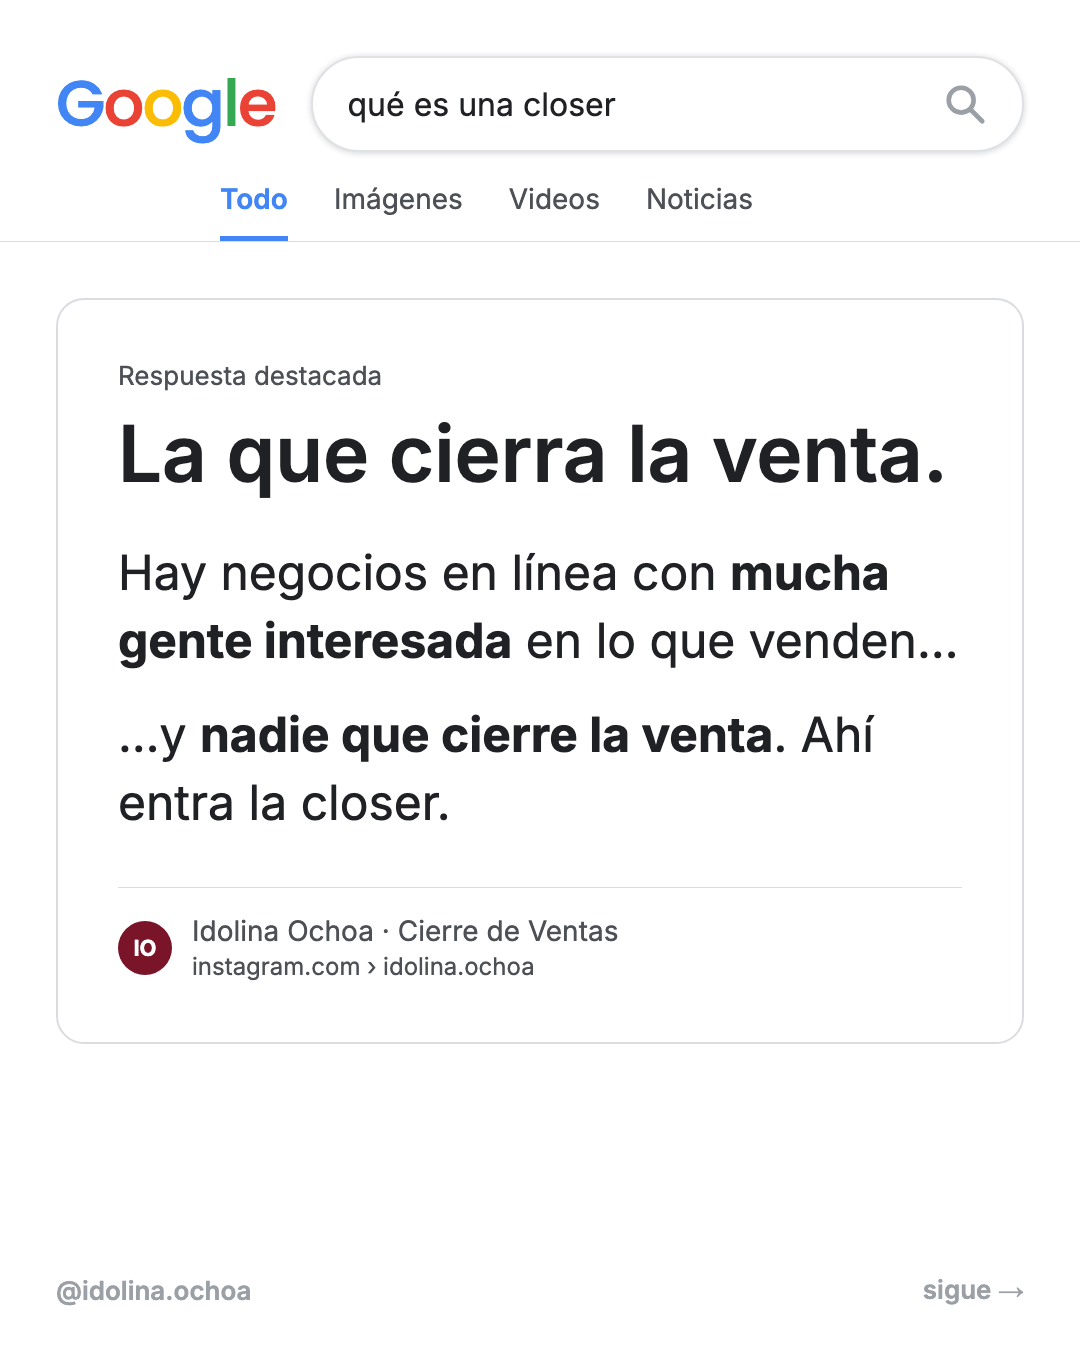 Google
qué es una closer
Todo Imágenes Videos Noticias
Respuesta destacada
La que cierra la venta.
Hay negocios en línea con mucha
gente interesada en lo que venden...
...y nadie que cierre la venta. Ahí
entra la closer.
IO
Idolina Ochoa · Cierre de Ventas
instagram.com › idolina.ochoa
@idolina.ochoa
sigue →